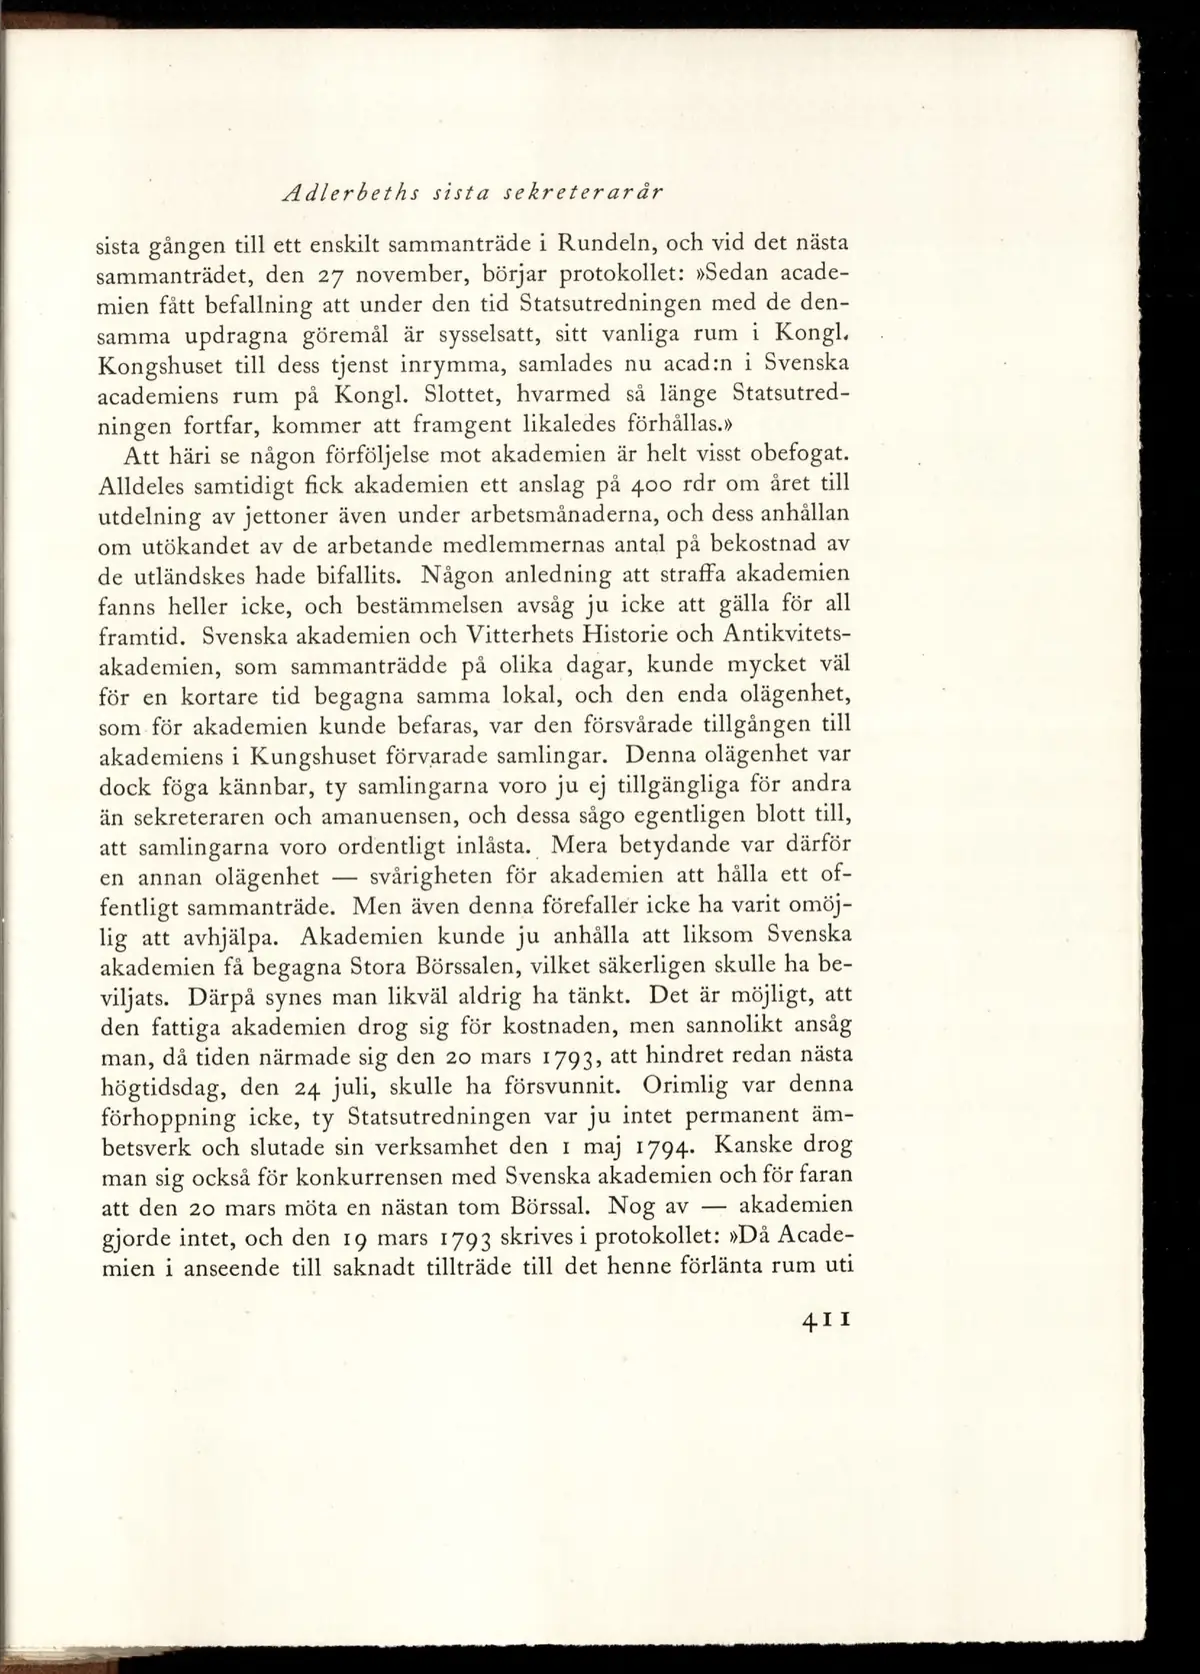 Adlerbeths sista sekreterarår
sista gången till ett enskilt sammanträde i Rundeln, och vid det nästa
sammanträdet, den 27 november, börjar protokollet: »Sedan acade-
mien fått befallning att under den tid Statsutredningen med de den-
samma updragna göremål är sysselsatt, sitt vanliga rum i Kongl.
Kongshuset till dess tjenst inrymma, samlades nu acad:n i Svenska
academiens rum på Kongl. Slottet, hvarmed så länge Statsutred-
ningen fortfar, kommer att framgent likaledes förhållas.»
Att häri se någon förföljelse mot akademien är helt visst obefogat.
Alldeles samtidigt fick akademien ett anslag på 400 rdr om året till
utdelning av jettoner även under arbetsmånaderna, och dess anhållan
om utökandet av de arbetande medlemmernas antal på bekostnad av
de utländskes hade bifallits. Någon anledning att straffa akademien
fanns heller icke, och bestämmelsen avsåg ju icke att gälla för all
framtid. Svenska akademien och Vitterhets Historie och Antikvitets-
akademien, som sammanträdde på olika dagar, kunde mycket väl
för en kortare tid begagna samma lokal, och den enda olägenhet,
som för akademien kunde befaras, var den försvårade tillgången till
akademiens i Kungshuset förvarade samlingar. Denna olägenhet var
dock föga kännbar, ty samlingarna voro ju ej tillgängliga för andra
än sekreteraren och amanuensen, och dessa sågo egentligen blott till,
att samlingarna voro ordentligt inlåsta. Mera betydande var därför
en annan olägenhet — svårigheten för akademien att hålla ett of-
fentligt sammanträde. Men även denna förefaller icke ha varit omöj-
lig att avhjälpa. Akademien kunde ju anhålla att liksom Svenska
akademien få begagna Stora Börssalen, vilket säkerligen skulle ha be-
viljats. Därpå synes man likväl aldrig ha tänkt. Det är möjligt, att
den fattiga akademien drog sig för kostnaden, men sannolikt ansåg
man, då tiden närmade sig den 20 mars 1793, att hindret redan nästa
högtidsdag, den 24 juli, skulle ha försvunnit. Orimlig var denna
förhoppning icke, ty Statsutredningen var ju intet permanent äm-
betsverk och slutade sin verksamhet den 1 maj 1794. Kanske drog
man sig också för konkurrensen med Svenska akademien och för faran
att den 20 mars möta en nästan tom Börssal. Nog av — akademien
gjorde intet, och den 19 mars 1793 skrives i protokollet: »Då Acade-
mien i anseende till saknadt tillträde till det henne förlänta rum uti
411